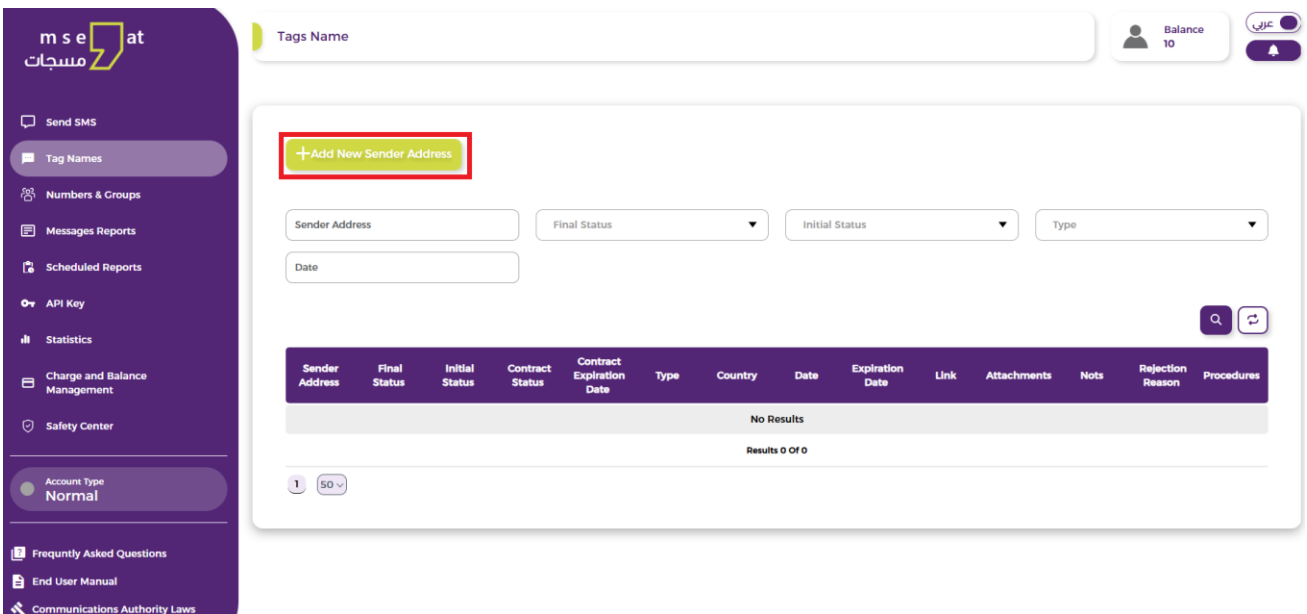 m s e g at
مسجات
Send SMS
Tag Names
Numbers & Groups
Messages Reports
Scheduled Reports
API Key
Statistics
Charge and Balance
Management
Safety Center
Account Type
Normal
Frequntly Asked Questions
End User Manual
Communications Authority Laws
Tags Name
Balance
10
عربي
+Add New Sender Address
Sender Address
Final Status
Initial Status
Type
Date
Sender Address
Final Status
Initial Status
Contract Status
Contract Expiration Date
Type
Country
Date
Expiration Date
Link
Attachments
Nots
Rejection Reason
Procedures
No Results
Results 0 Of 0
1
50